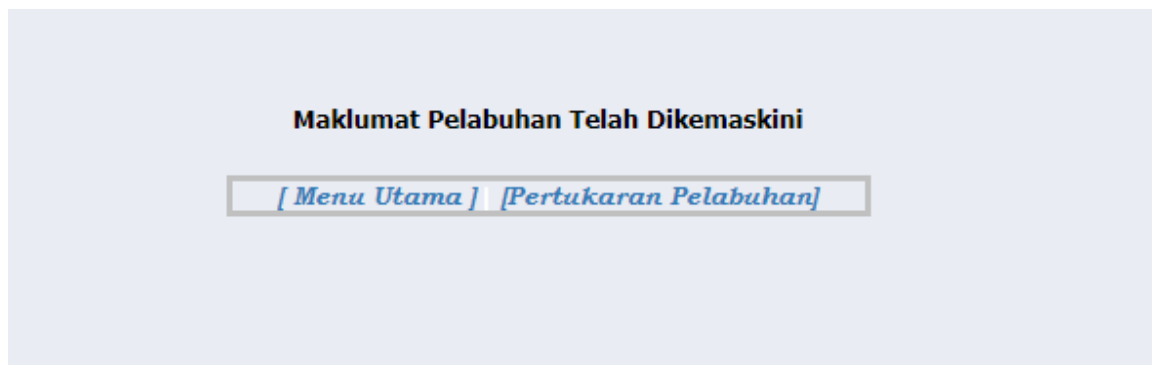 Maklumat Pelabuhan Telah Dikemaskini
[ Menu Utama ] [Pertukaran Pelabuhan]